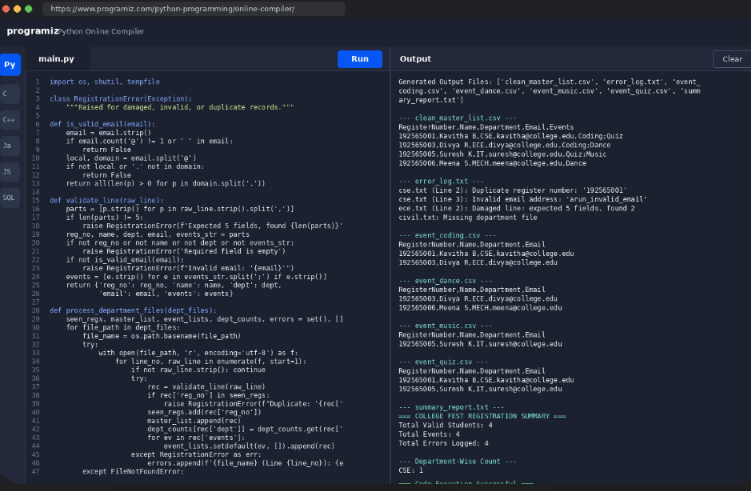 https://www.programiz.com/python-programming/online-compiler/
programiz Python Online Compiler
main.py
Run
Output
Clear
Py
C
C++
Ja
JS
SQL
1 import os, shutil, tempfile
2
3 class RegistrationError(Exception):
4 """Raised for damaged, invalid, or duplicate records."""
5
6 def is_valid_email(email):
7 email = email.strip()
8 if email.count('@') != 1 or ' ' in email:
9 return False
10 local, domain = email.split('@')
11 if not local or '.' not in domain:
12 return False
13 return all(len(p) > 0 for p in domain.split('.'))
14
15 def validate_line(raw_line):
16 parts = [p.strip() for p in raw_line.strip().split(',')]
17 if len(parts) != 5:
18 raise RegistrationError(f'Expected 5 fields, found {len(parts)}'
19 reg_no, name, dept, email, events_str = parts
20 if not reg_no or not name or not dept or not events_str:
21 raise RegistrationError('Required field is empty')
22 if not is_valid_email(email):
23 raise RegistrationError(f"Invalid email: '{email}'")
24 events = [e.strip() for e in events_str.split(';') if e.strip()]
25 return {'reg_no': reg_no, 'name': name, 'dept': dept,
26 'email': email, 'events': events}
27
28 def process_department_files(dept_files):
29 seen_regs, master_list, event_lists, dept_counts, errors = set(), []
30 for file_path in dept_files:
31 file_name = os.path.basename(file_path)
32 try:
33 with open(file_path, 'r', encoding='utf-8') as f:
34 for line_no, raw_line in enumerate(f, start=1):
35 if not raw_line.strip(): continue
36 try:
37 rec = validate_line(raw_line)
38 if rec['reg_no'] in seen_regs:
39 raise RegistrationError(f"Duplicate: '{rec['
40 seen_regs.add(rec['reg_no'])
41 master_list.append(rec)
42 dept_counts[rec['dept']] = dept_counts.get(rec['
43 for ev in rec['events']:
44 event_lists.setdefault(ev, []).append(rec)
45 except RegistrationError as err:
46 errors.append(f'{file_name} (Line {line_no}): {e
47 except FileNotFoundError:
Generated Output Files: ['clean_master_list.csv', 'error_log.txt', 'event_
coding.csv', 'event_dance.csv', 'event_music.csv', 'event_quiz.csv', 'summ
ary_report.txt']
--- clean_master_list.csv ---
RegisterNumber,Name,Department,Email,Events
192565001,Kavitha B,CSE,kavitha@college.edu,Coding;Quiz
192565003,Divya R,ECE,divya@college.edu,Coding;Dance
192565005,Suresh K,IT,suresh@college.edu,Quiz;Music
192565006,Meena S,MECH,meena@college.edu,Dance
--- error_log.txt ---
cse.txt (Line 2): Duplicate register number: '192565001'
cse.txt (Line 3): Invalid email address: 'arun_invalid_email'
ece.txt (Line 2): Damaged line: expected 5 fields, found 2
civil.txt: Missing department file
--- event_coding.csv ---
RegisterNumber,Name,Department,Email
192565001,Kavitha B,CSE,kavitha@college.edu
192565003,Divya R,ECE,divya@college.edu
--- event_dance.csv ---
RegisterNumber,Name,Department,Email
192565003,Divya R,ECE,divya@college.edu
192565006,Meena S,MECH,meena@college.edu
--- event_music.csv ---
RegisterNumber,Name,Department,Email
192565005,Suresh K,IT,suresh@college.edu
--- event_quiz.csv ---
RegisterNumber,Name,Department,Email
192565001,Kavitha B,CSE,kavitha@college.edu
192565005,Suresh K,IT,suresh@college.edu
--- summary_report.txt ---
=== COLLEGE FEST REGISTRATION SUMMARY ===
Total Valid Students: 4
Total Events: 4
Total Errors Logged: 4
--- Department-Wise Count ---
CSE: 1
=== Code Execution Successful ===